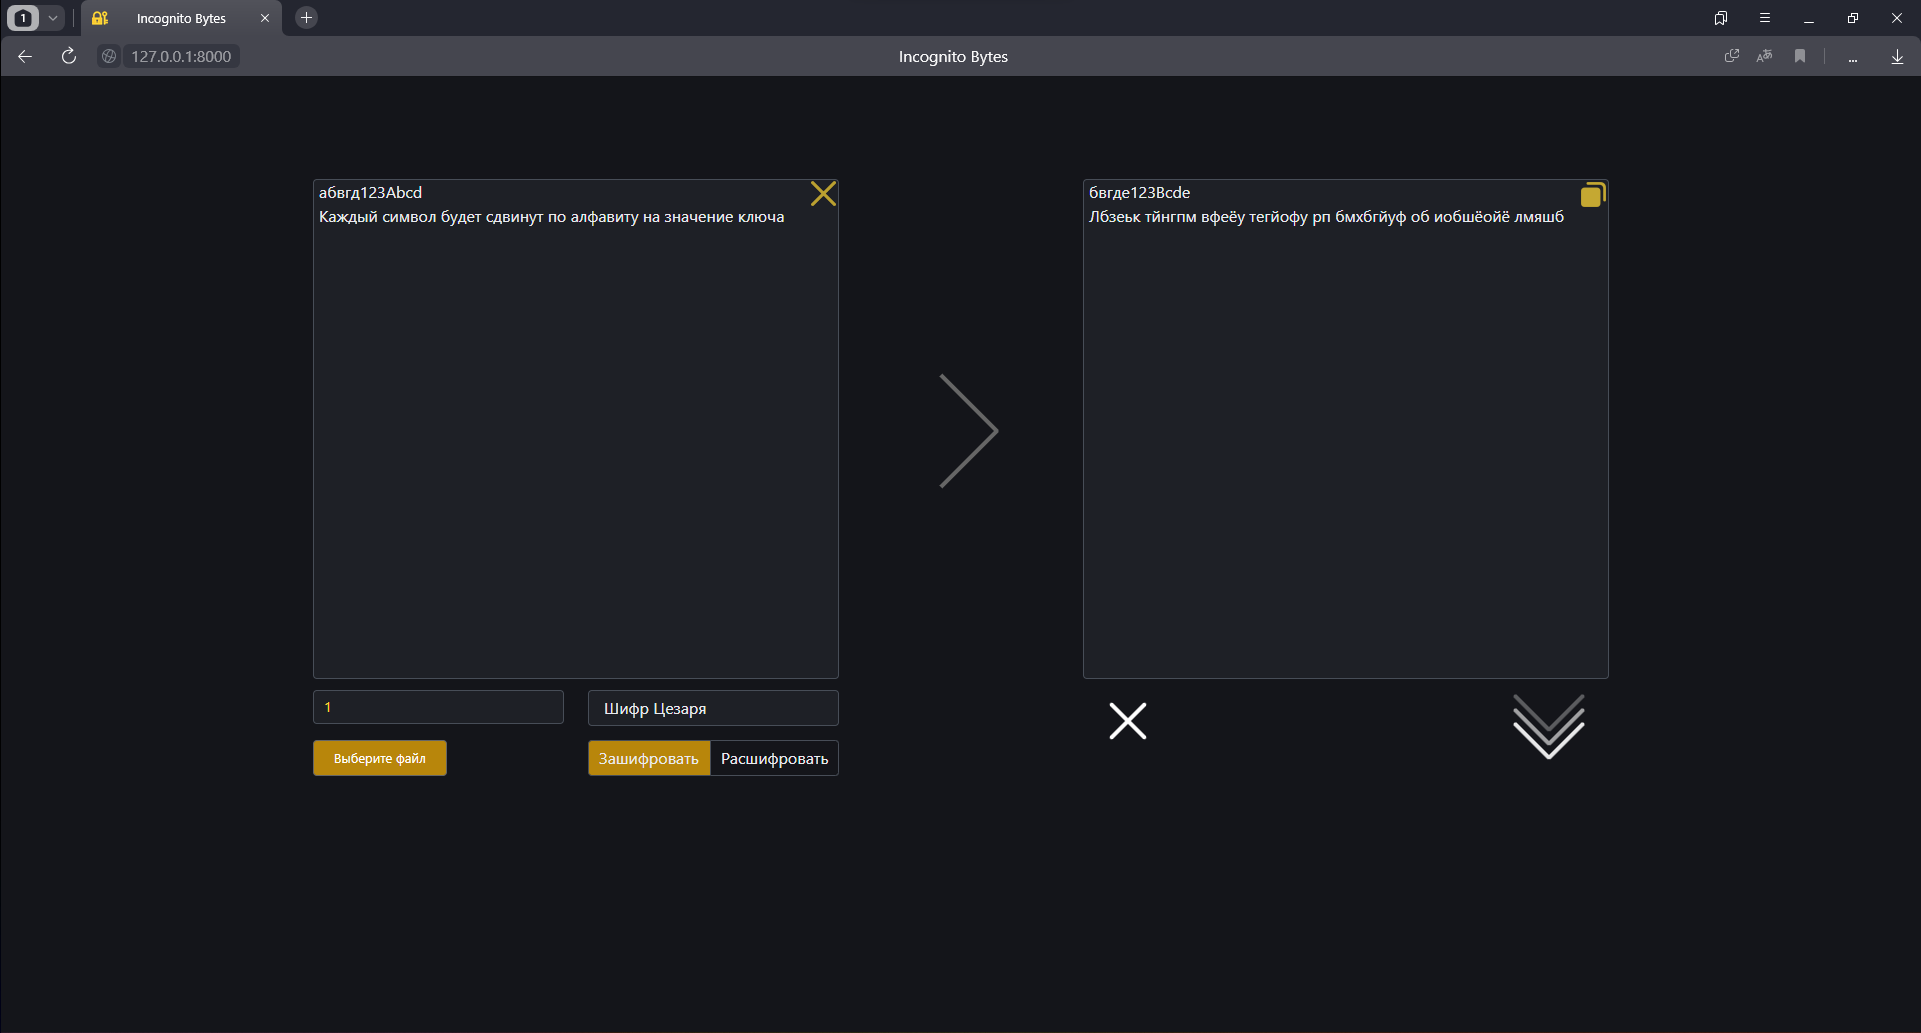 1
Incognito Bytes
127.0.0.1:8000
Incognito Bytes
абвгд123Abcd
Каждый символ будет сдвинут по алфавиту на значение ключа
бвгде123Bcde
Лбзеьк тйнгпм вфеёу тегйофу рп бмхбгйуф об иобшёойё лмяшб
1
Шифр Цезаря
Выберите файл
Зашифровать
Расшифровать